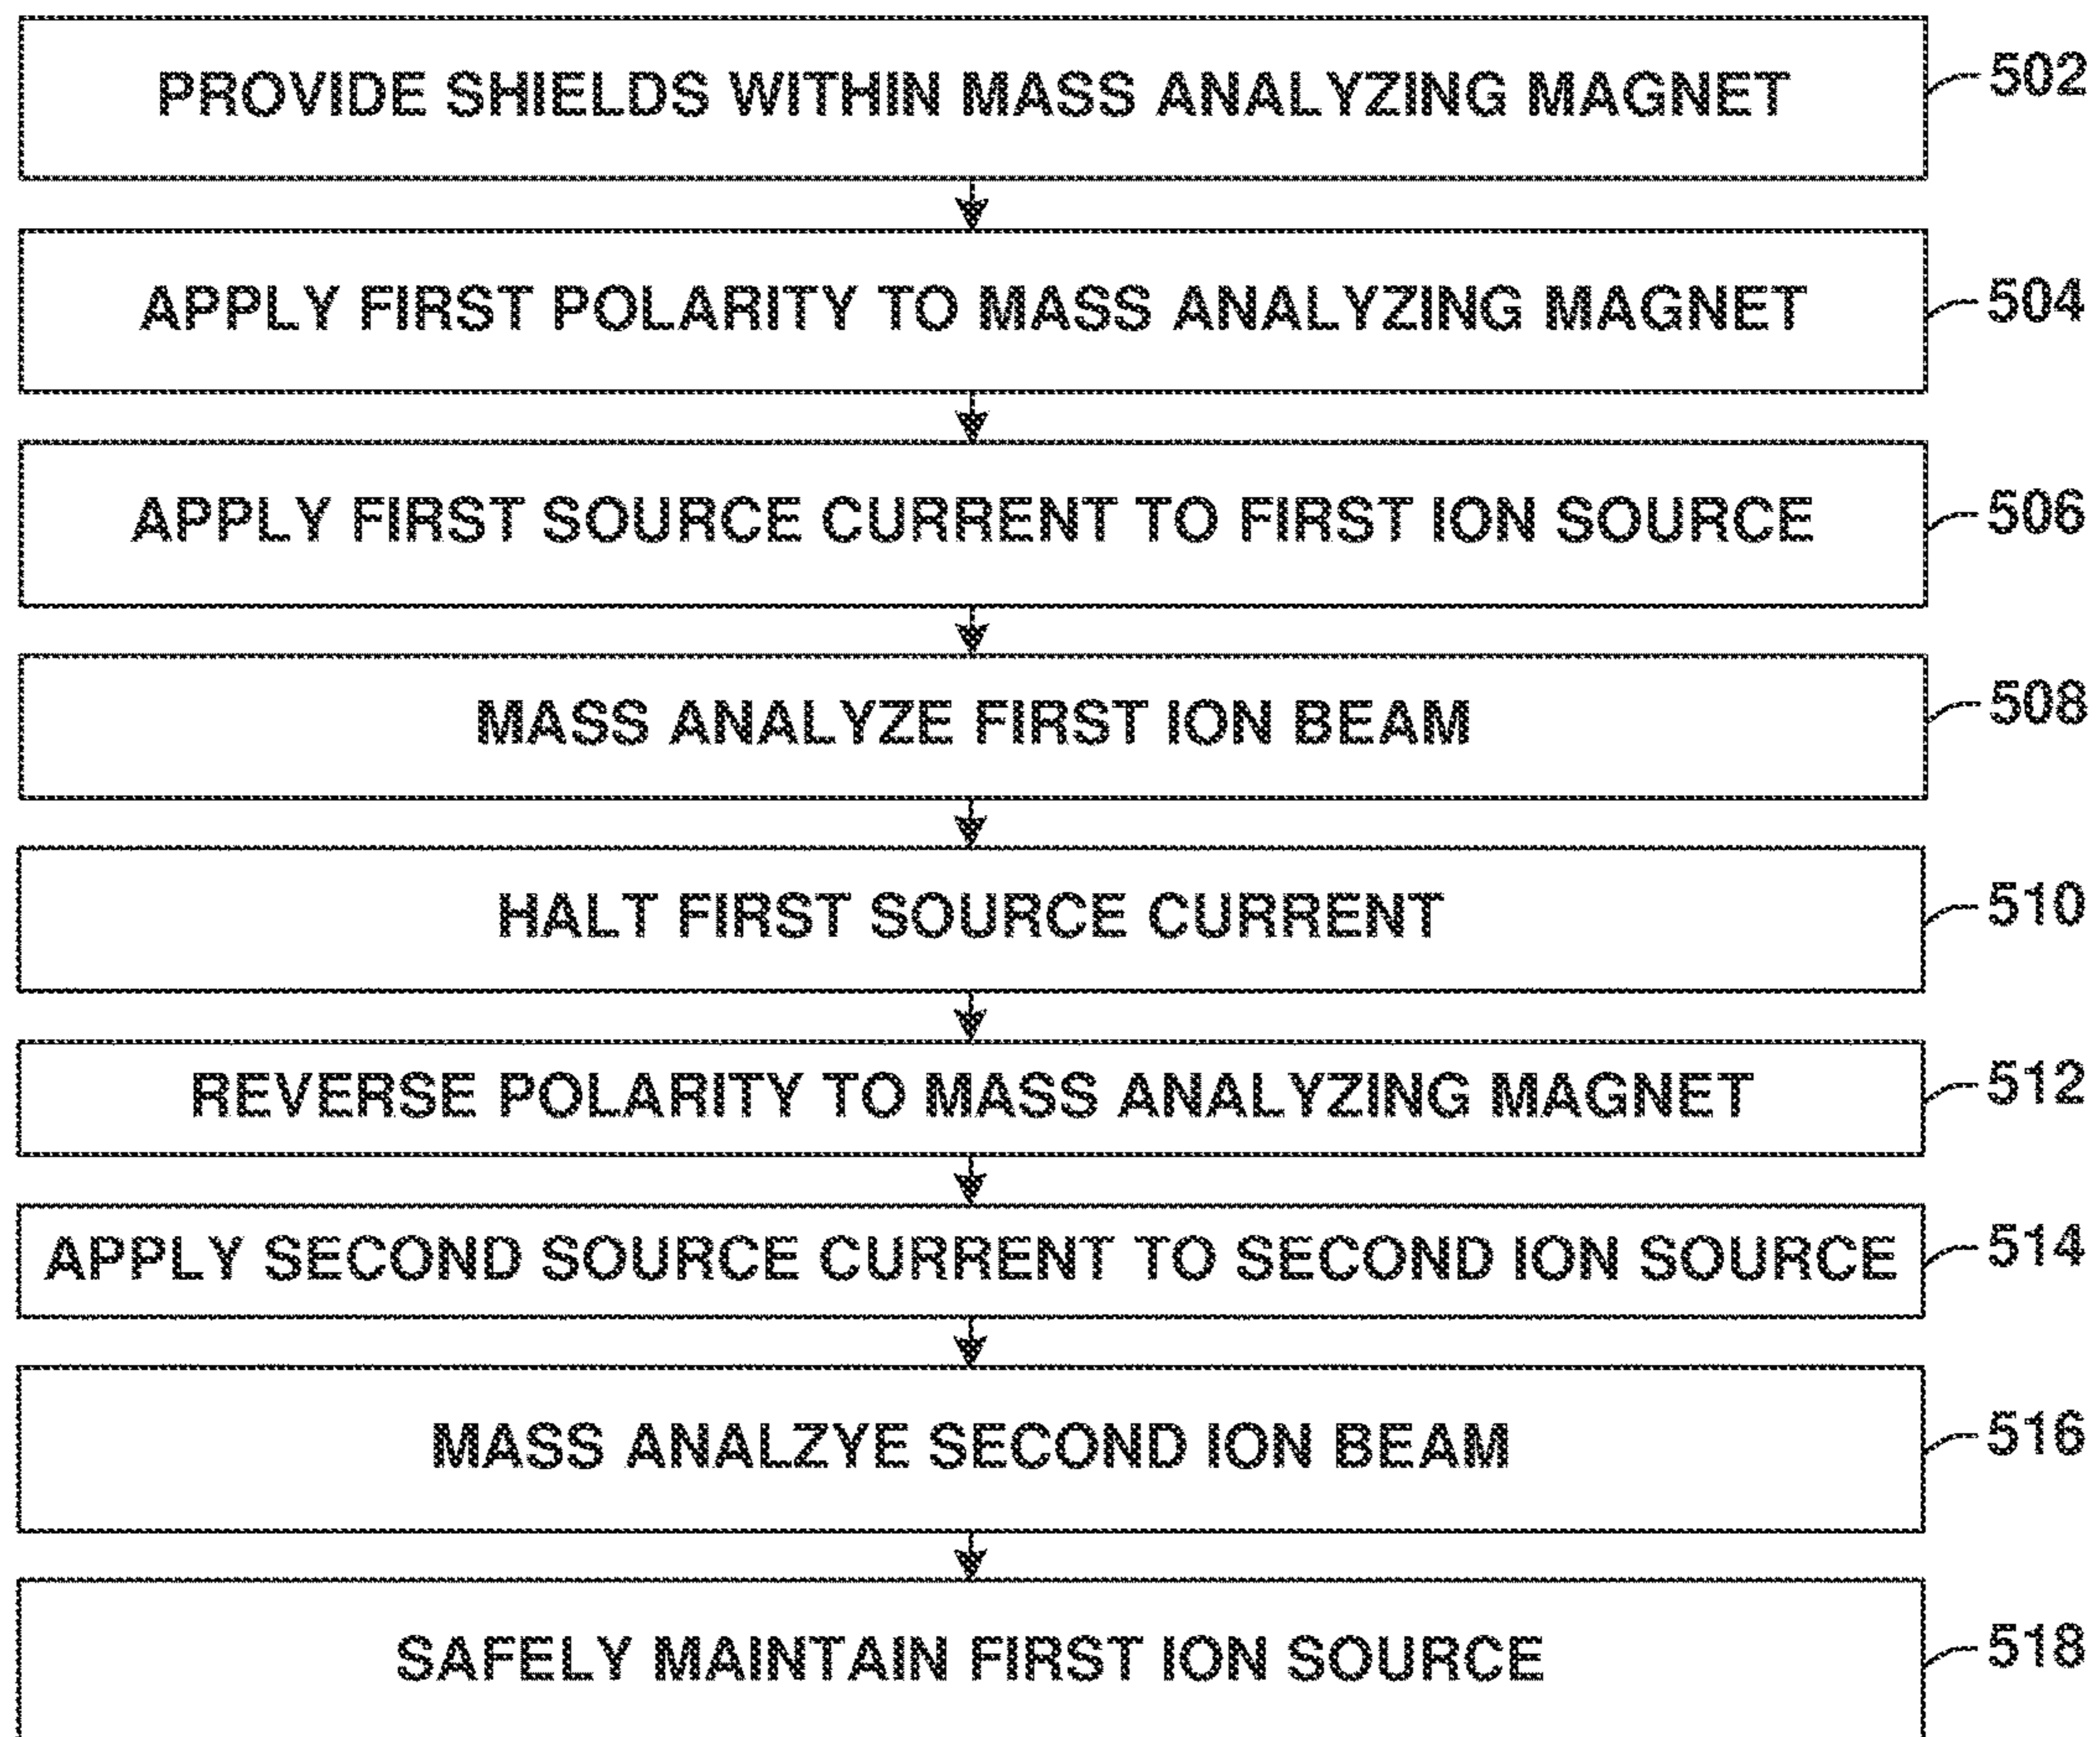 PROVIDE SHIELDS WITHIN MASS ANALYZING MAGNET 502
APPLY FIRST POLARITY TO MASS ANALYZING MAGNET 504
APPLY FIRST SOURCE CURRENT TO FIRST ION SOURCE 506
MASS ANALYZE FIRST ION BEAM 508
HALT FIRST SOURCE CURRENT 510
REVERSE POLARITY TO MASS ANALYZING MAGNET 512
APPLY SECOND SOURCE CURRENT TO SECOND ION SOURCE 514
MASS ANALZYE SECOND ION BEAM 516
SAFELY MAINTAIN FIRST ION SOURCE 518